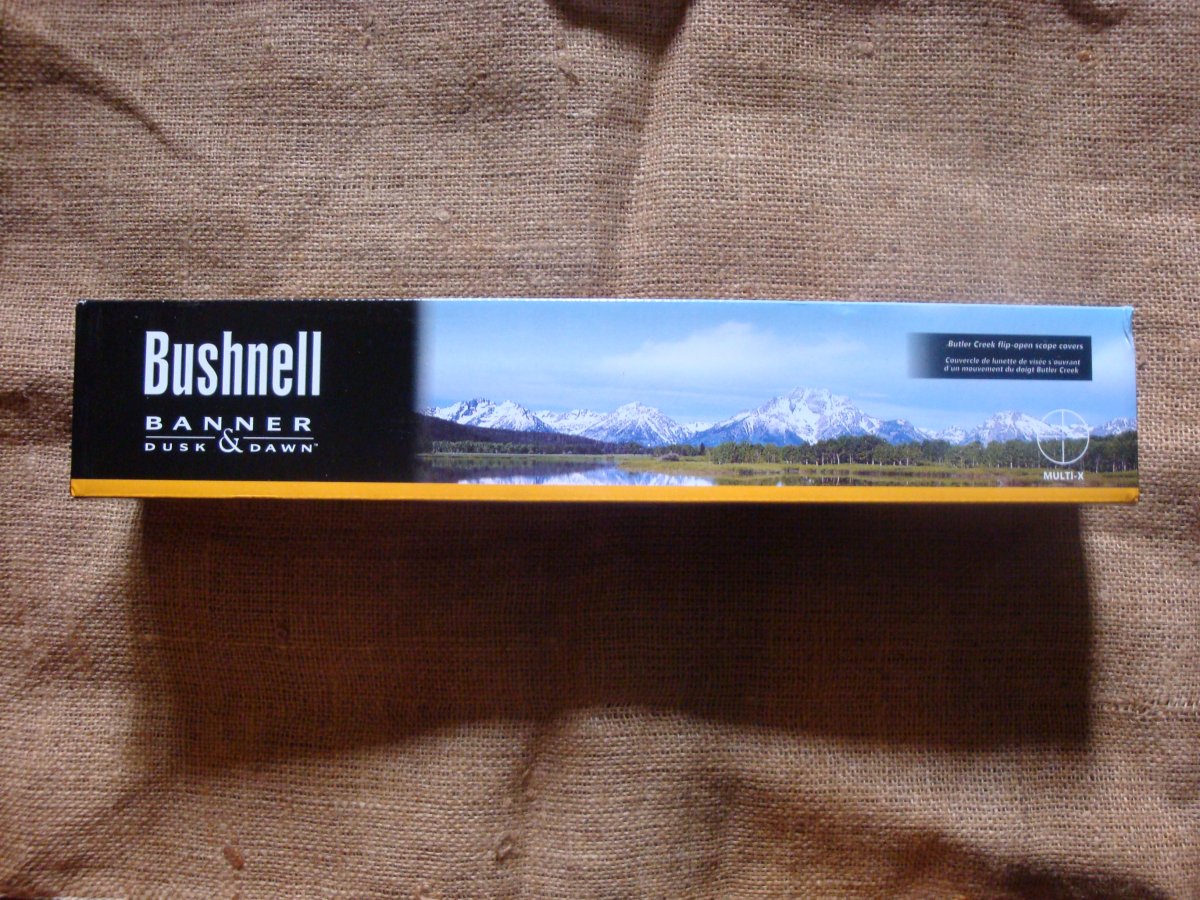 Bushnell
BANNER
DUSK & DAWN™
Butler Creek flip-open scope covers
Couvercle de lunette de visée s'ouvrant
d'un mouvement du doigt Butler Creek
MULTI-X